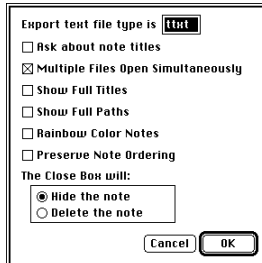 Export text file type is ttxt
Ask about note titles
Multiple Files Open Simultaneously
Show Full Titles
Show Full Paths
Rainbow Color Notes
Preserve Note Ordering
The Close Box will:
Hide the note
Delete the note
Cancel OK